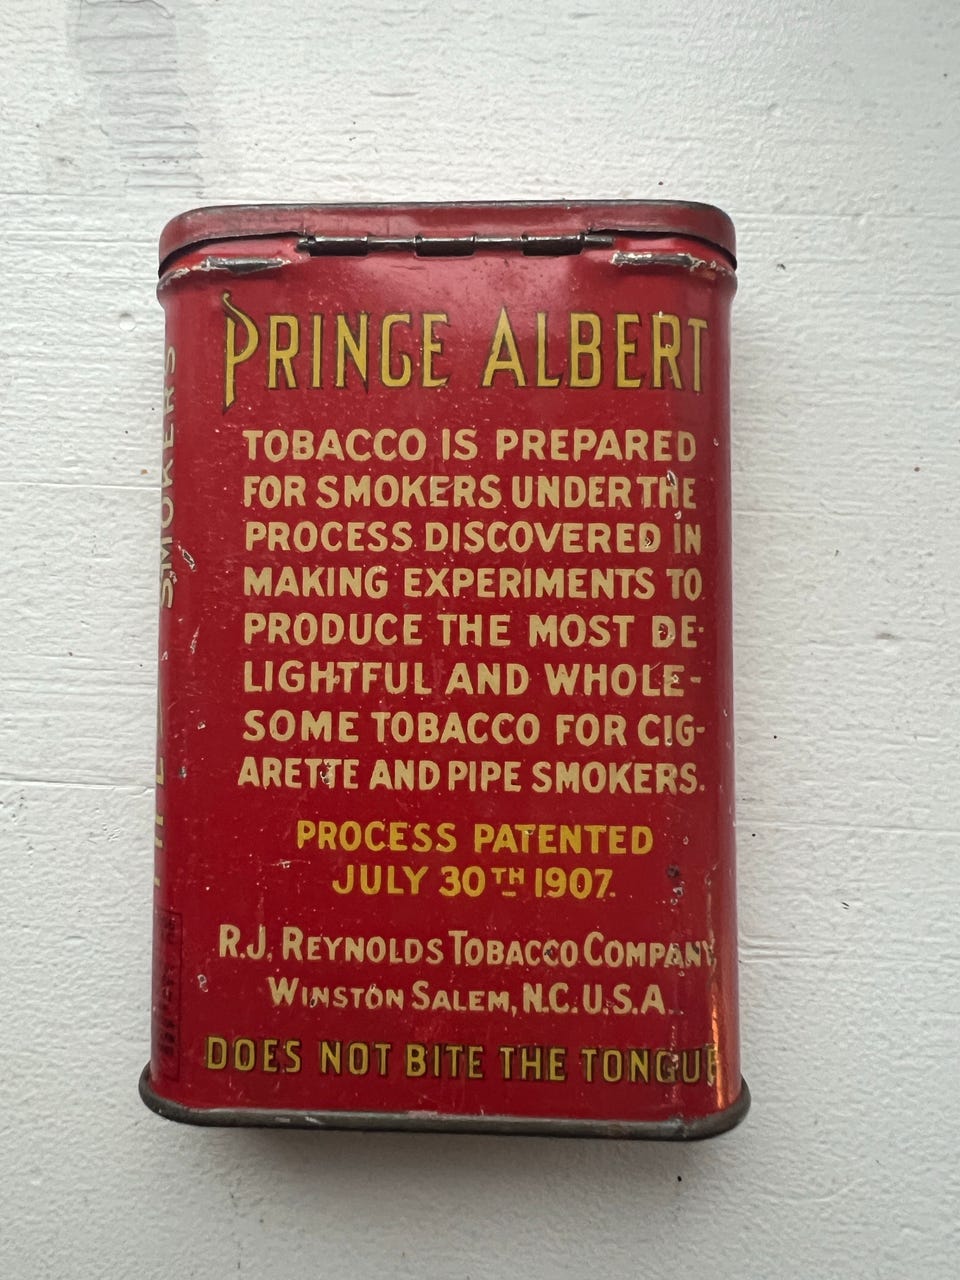 PRINCE ALBERT
TOBACCO IS PREPARED
FOR SMOKERS UNDER THE
PROCESS DISCOVERED IN
MAKING EXPERIMENTS TO
PRODUCE THE MOST DE-
LIGHTFUL AND WHOLE-
SOME TOBACCO FOR CIG-
ARETTE AND PIPE SMOKERS.
PROCESS PATENTED
JULY 30TH 1907.
R.J. REYNOLDS TOBACCO COMPANY,
WINSTON SALEM, N.C. U.S.A.
DOES NOT BITE THE TONGUE
SMOKERS